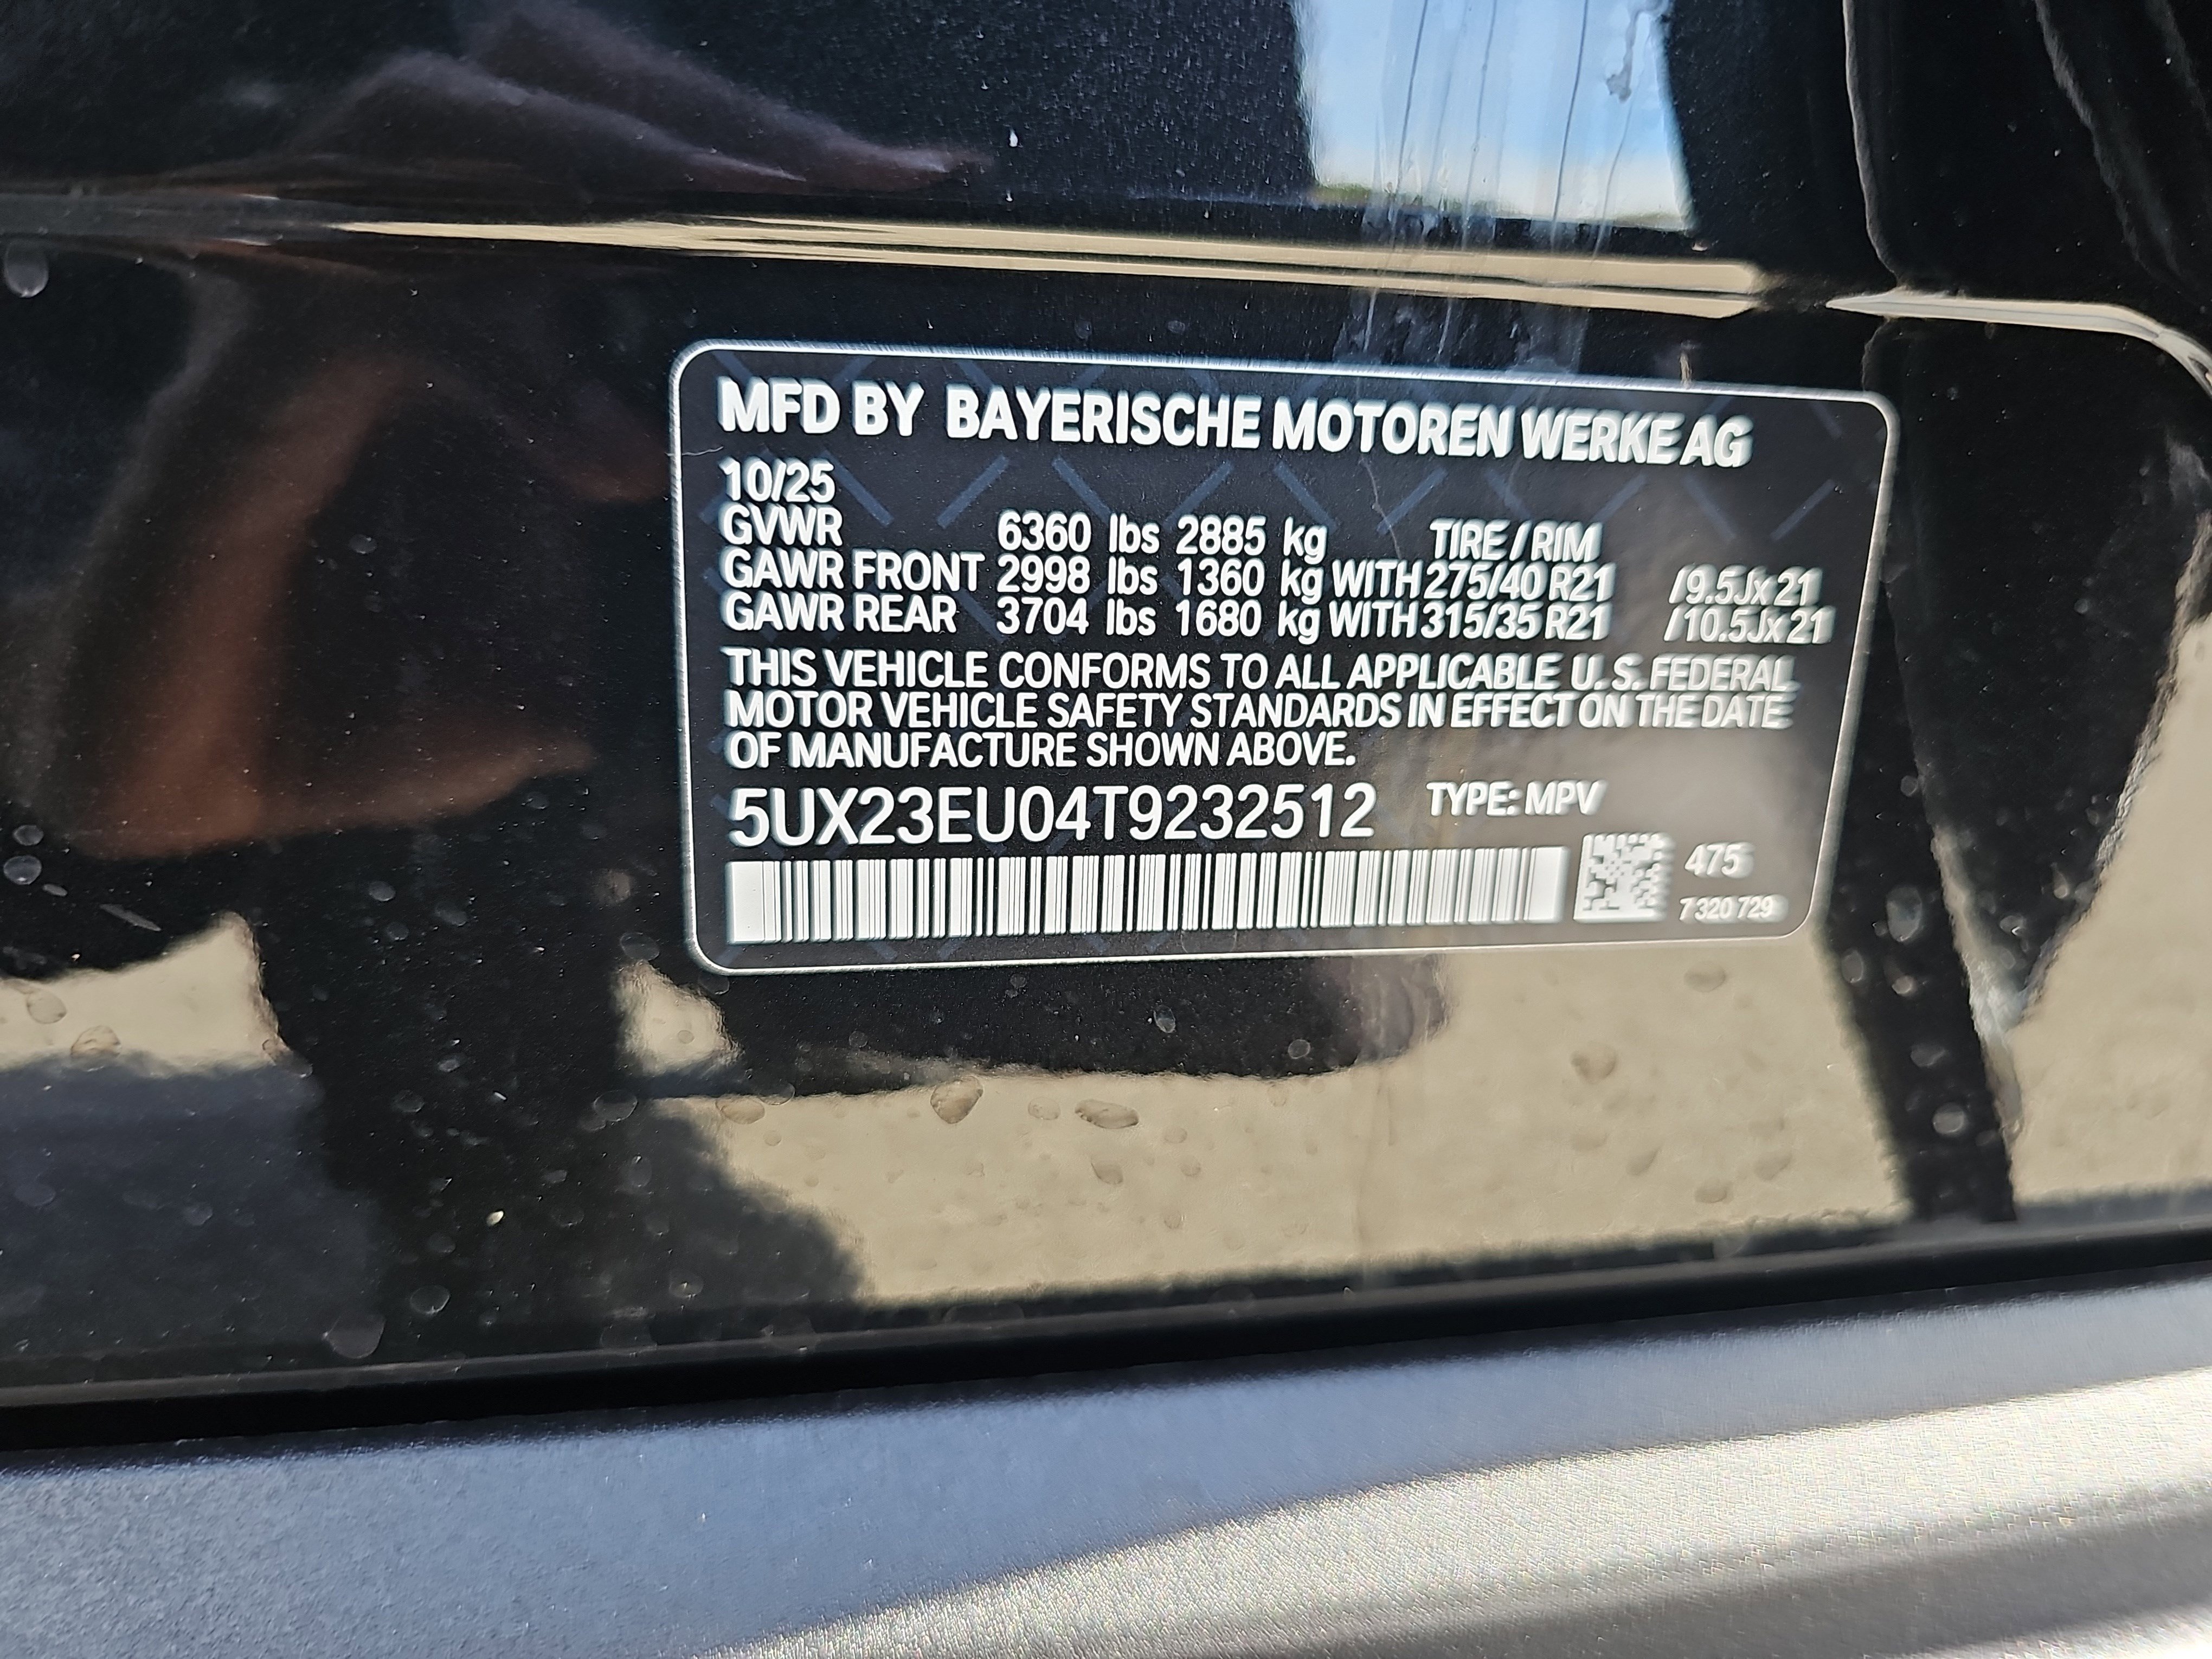 MFD BY BAYERISCHE MOTOREN WERKE AG
10/25
GVWR 6360 lbs 2885 kg TIRE / RIM
GAWR FRONT 2998 lbs 1360 kg WITH 275/40 R21 /9.5Jx21
GAWR REAR 3704 lbs 1680 kg WITH 315/35 R21 /10.5Jx21
THIS VEHICLE CONFORMS TO ALL APPLICABLE U.S. FEDERAL
MOTOR VEHICLE SAFETY STANDARDS IN EFFECT ON THE DATE
OF MANUFACTURE SHOWN ABOVE.
5UX23EU04T9232512 TYPE: MPV
475
7 320 729